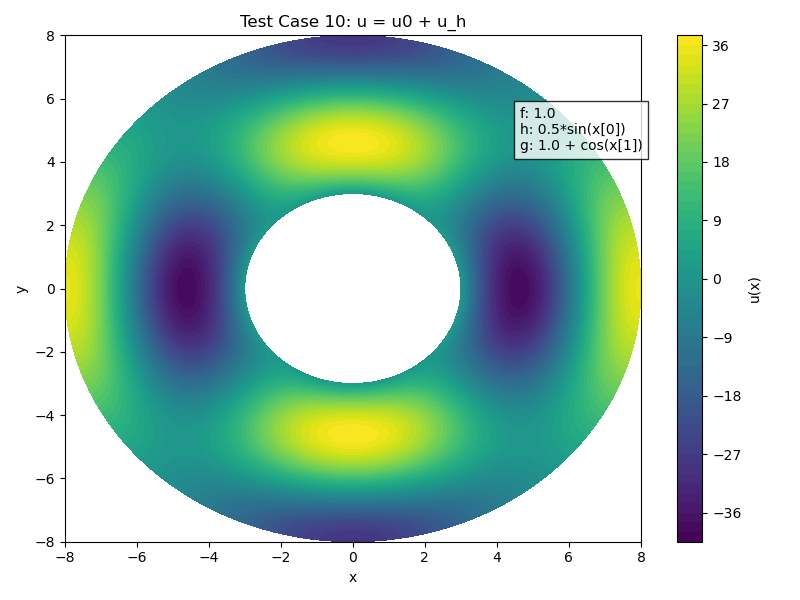 Test Case 10: u = u0 + u_h
f: 1.0
h: 0.5*sin(x[0])
g: 1.0 + cos(x[1])
8
6
4
2
0
−2
−4
−6
−8
y
−8 −6 −4 −2 0 2 4 6 8
x
36
27
18
9
0
−9
−18
−27
−36
u(x)